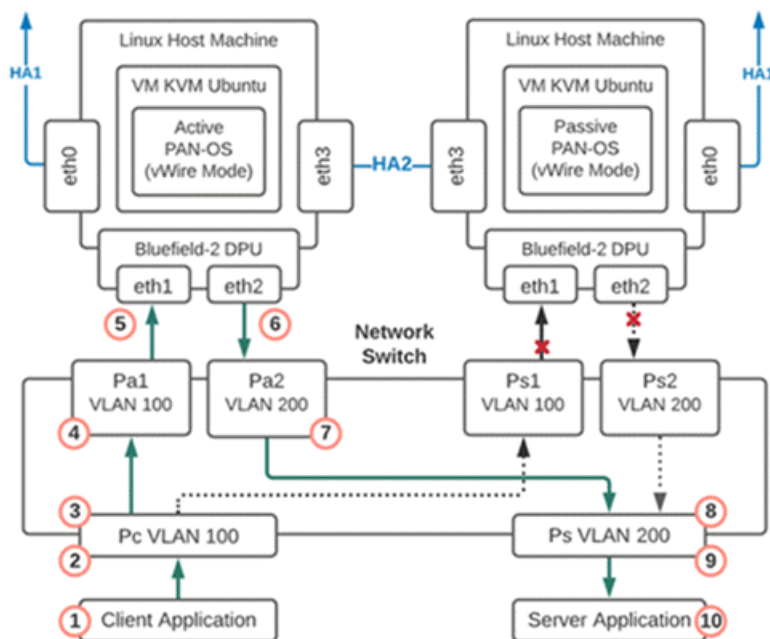 Linux Host Machine
Linux Host Machine
HA1
HA1
VM KVM Ubuntu
VM KVM Ubuntu
Active
PAN-OS
(vWire Mode)
Passive
PAN-OS
(vWire Mode)
eth0
eth3
HA2
eth3
eth0
Bluefield-2 DPU
Bluefield-2 DPU
eth1
eth2
eth1
eth2
5
6
Network
Switch
Pa1
VLAN 100
Pa2
VLAN 200
Ps1
VLAN 100
Ps2
VLAN 200
4
7
3
8
Pc VLAN 100
Ps VLAN 200
2
9
1
Client Application
Server Application
10